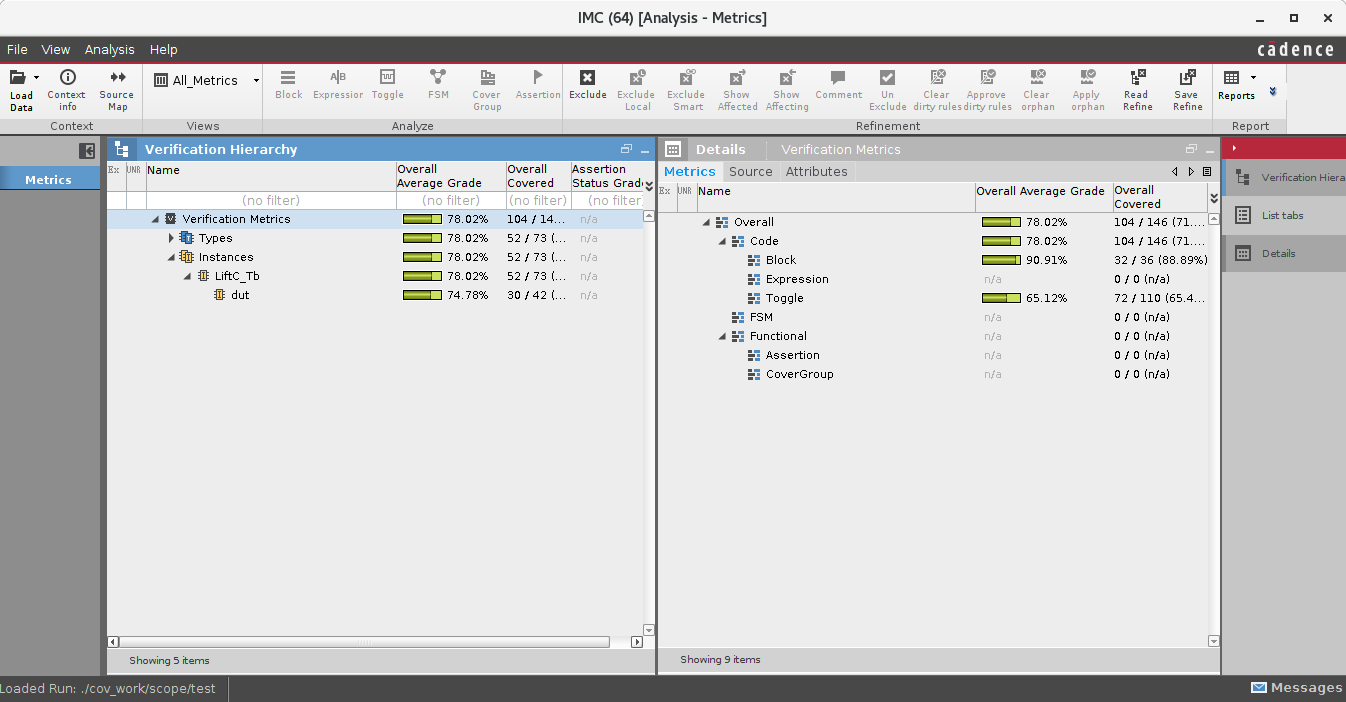 IMC (64) [Analysis - Metrics]
File View Analysis Help
cādence
Load Data
Context info
Source Map
All_Metrics
Block
Expression
Toggle
FSM
Cover Group
Assertion
Exclude
Exclude Local
Exclude Smart
Show Affected
Show Affecting
Comment
Un Exclude
Clear dirty rules
Approve dirty rules
Clear orphan
Apply orphan
Read Refine
Save Refine
Reports
Context Views Analyze Refinement Report
Metrics
Verification Hierarchy
Ex UNR Name Overall Average Grade Overall Covered Assertion Status Grade
(no filter) (no filter) (no filter) (no filter)
Verification Metrics 78.02% 104 / 14... n/a
Types 78.02% 52 / 73 (... n/a
Instances 78.02% 52 / 73 (... n/a
LiftC_Tb 78.02% 52 / 73 (... n/a
dut 74.78% 30 / 42 (... n/a
Showing 5 items
Details Verification Metrics
Metrics Source Attributes
Ex UNR Name Overall Average Grade Overall Covered
Overall 78.02% 104 / 146 (71....
Code 78.02% 104 / 146 (71....
Block 90.91% 32 / 36 (88.89%)
Expression n/a 0 / 0 (n/a)
Toggle 65.12% 72 / 110 (65.4...
FSM n/a 0 / 0 (n/a)
Functional n/a 0 / 0 (n/a)
Assertion n/a 0 / 0 (n/a)
CoverGroup n/a 0 / 0 (n/a)
Showing 9 items
Verification Hiera
List tabs
Details
Loaded Run: ./cov_work/scope/test
Messages